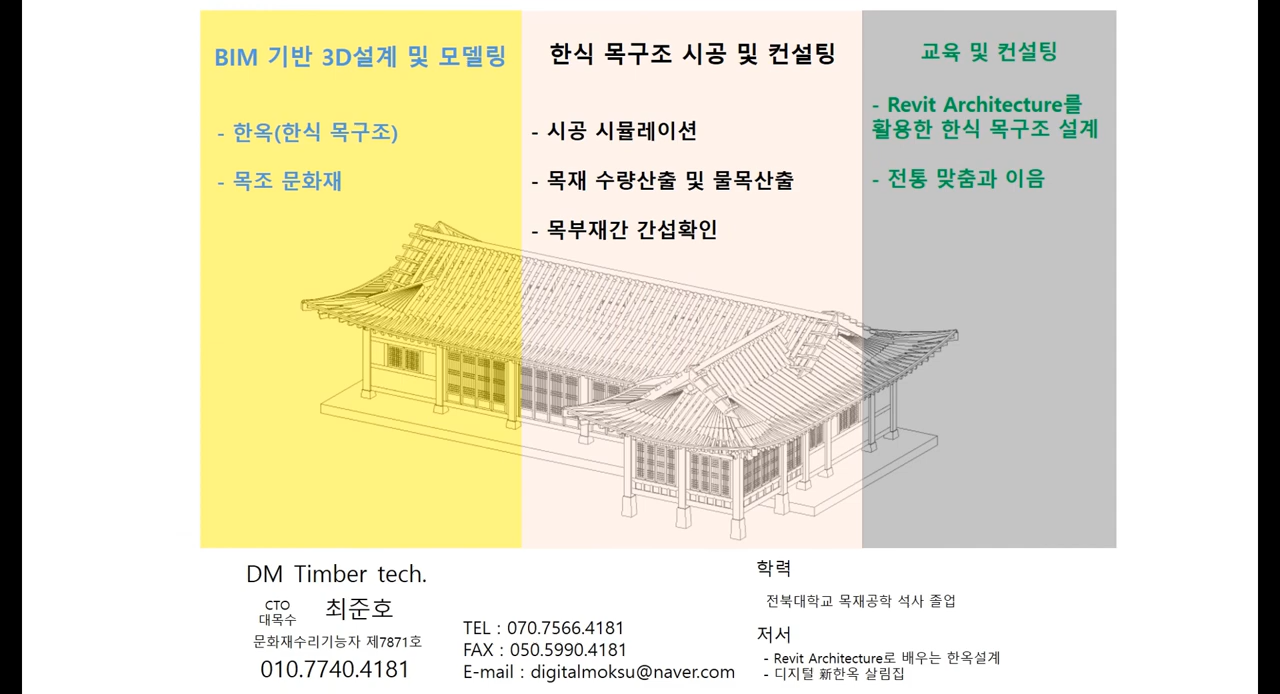 BIM 기반 3D설계 및 모델링
- 한옥(한식 목구조)
- 목조 문화재
한식 목구조 시공 및 컨설팅
- 시공 시뮬레이션
- 목재 수량산출 및 물목산출
- 목부재간 간섭확인
교육 및 컨설팅
- Revit Architecture를
활용한 한식 목구조 설계
- 전통 맞춤과 이음
DM Timber tech.
CTO
대목수
최준호
문화재수리기능자 제7871호
010.7740.4181
TEL : 070.7566.4181
FAX : 050.5990.4181
E-mail : digitalmoksu@naver.com
학력
전북대학교 목재공학 석사 졸업
저서
- Revit Architecture로 배우는 한옥설계
- 디지털 新한옥 살림집